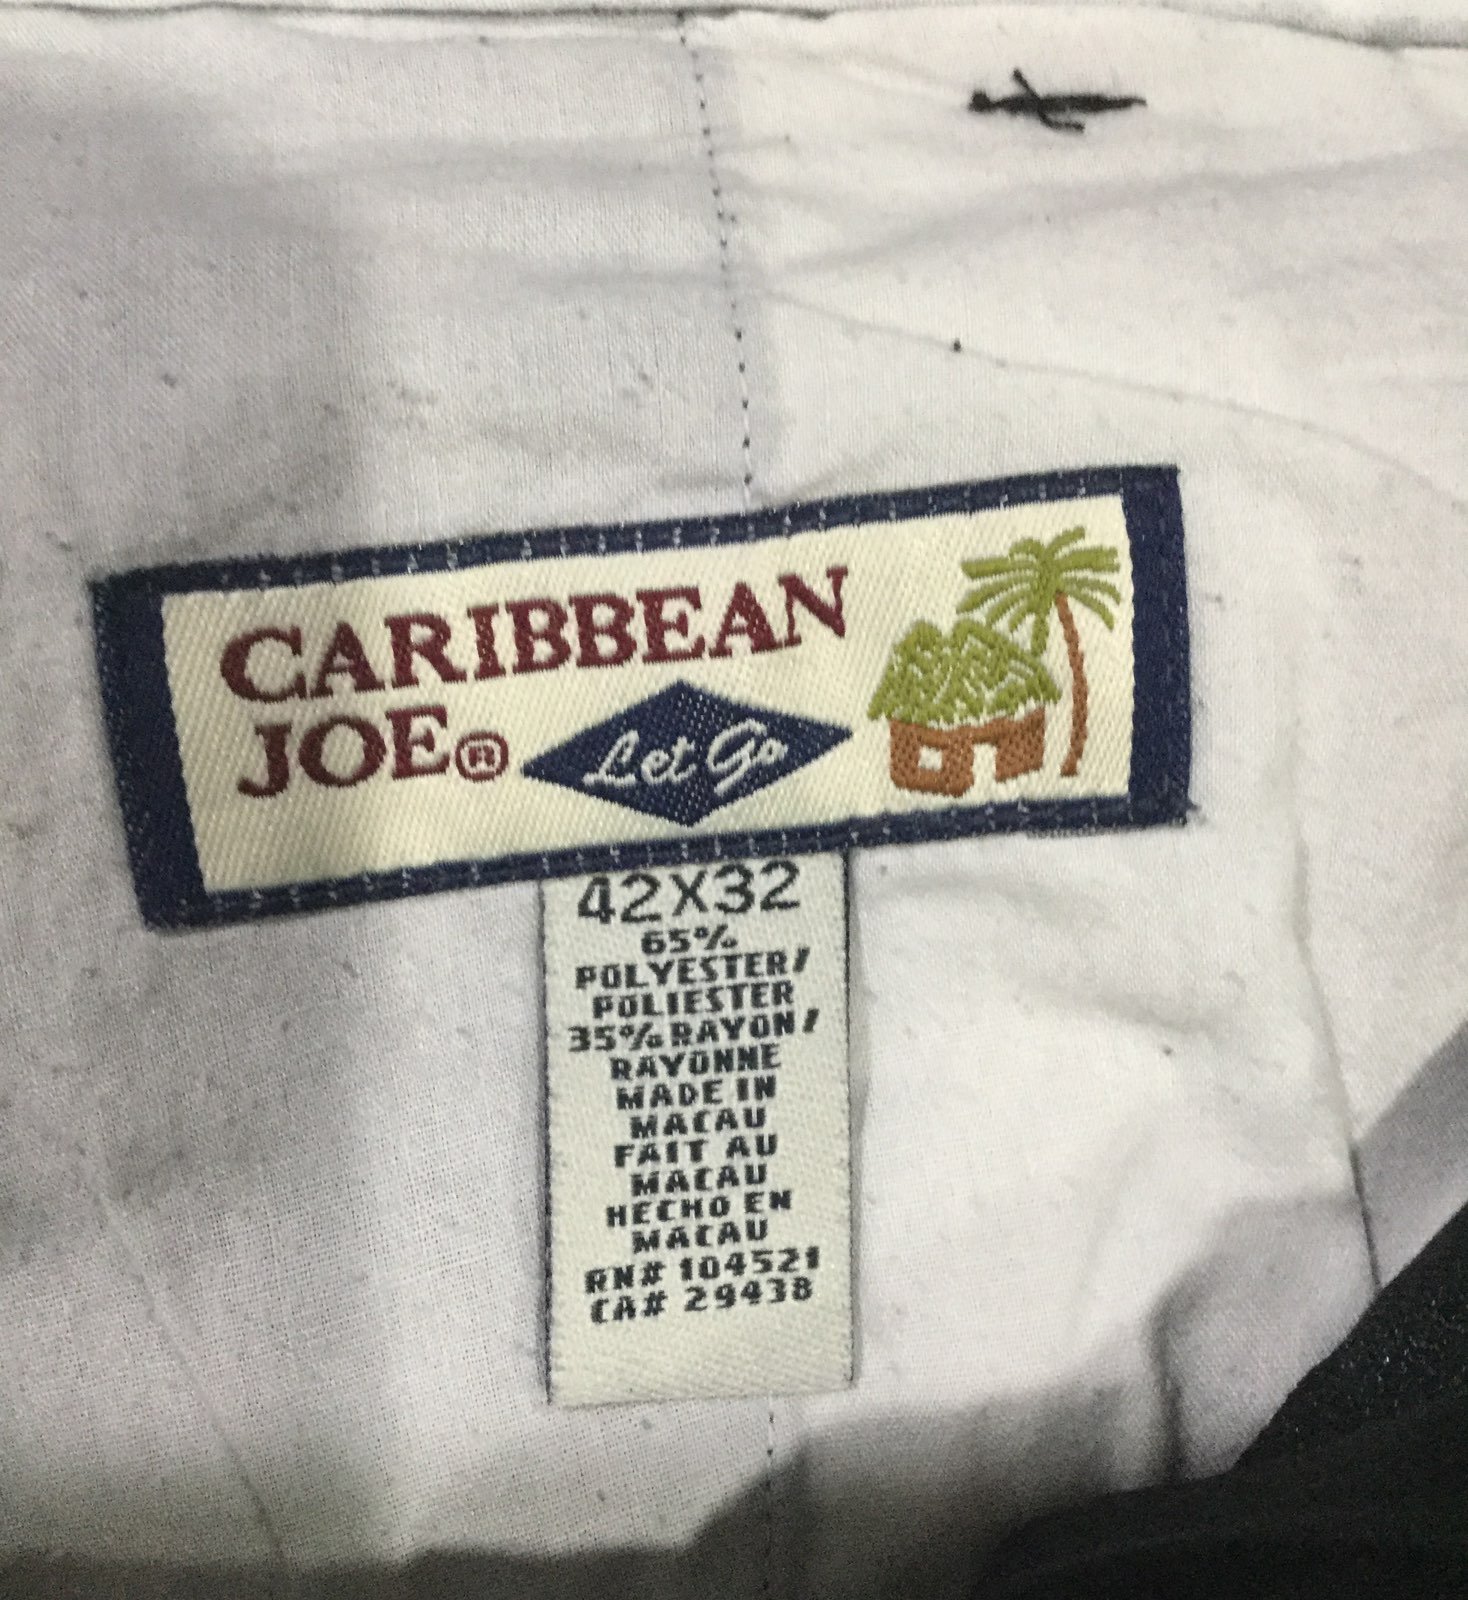 CARIBBEAN
JOE®
Let Go
42X32
65%
POLYESTER/
POLIESTER
35% RAYON/
RAYONNE
MADE IN
MACAU
FAIT AU
MACAU
HECHO EN
MACAU
RN# 104521
CA# 29438